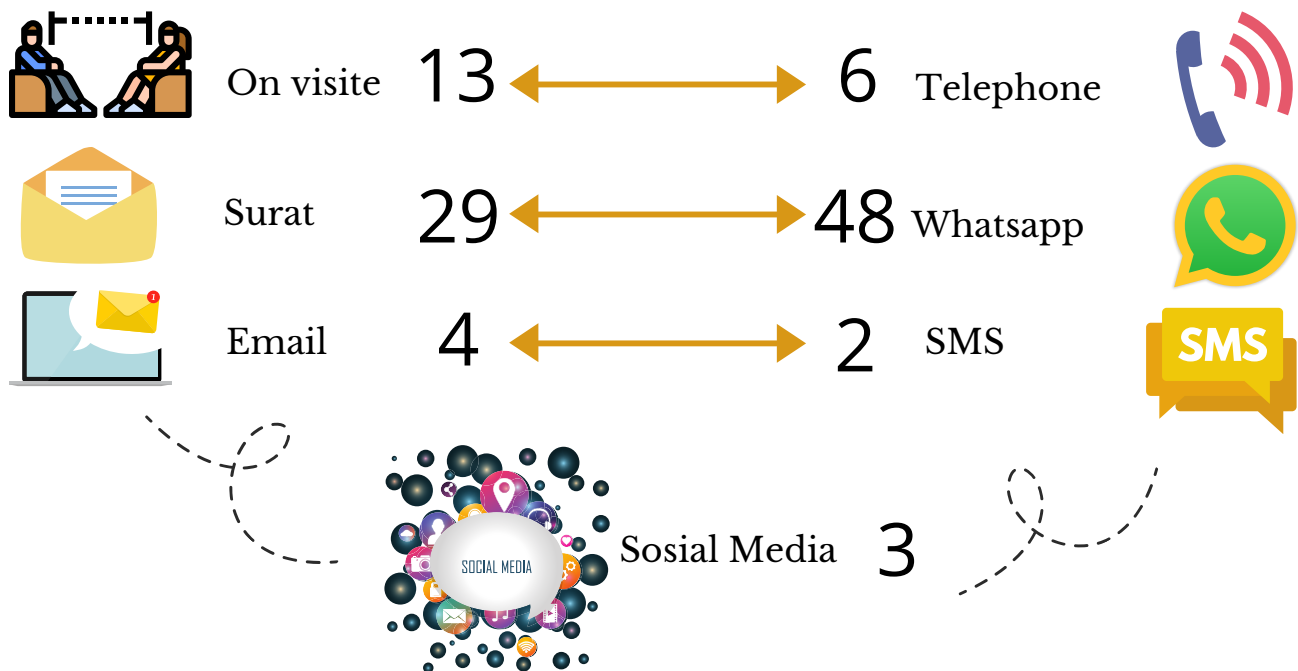 On visite 13 6 Telephone
Surat 29 48 Whatsapp
1
Email 4 2 SMS
SMS
SOCIAL MEDIA
Sosial Media 3